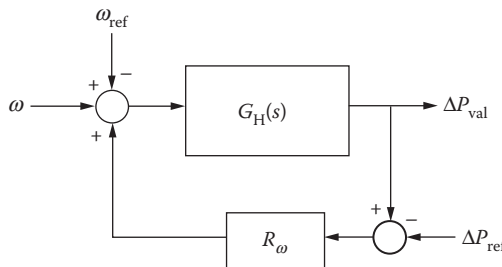 ω_ref
+
−
ω
+
G_H(s)
ΔP_val
+
−
R_ω
ΔP_ref